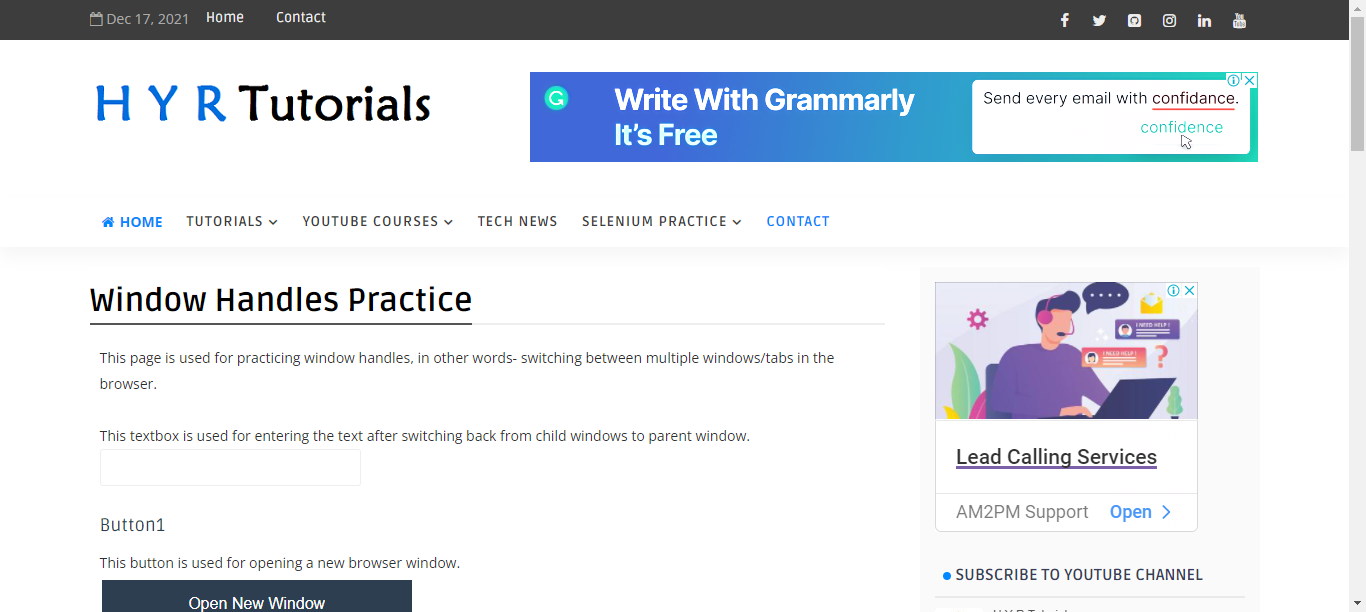 Dec 17, 2021 Home Contact
H Y R Tutorials
Write With Grammarly
It's Free
Send every email with confidance.
confidence
HOME TUTORIALS YOUTUBE COURSES TECH NEWS SELENIUM PRACTICE CONTACT
Window Handles Practice
This page is used for practicing window handles, in other words- switching between multiple windows/tabs in the
browser.
This textbox is used for entering the text after switching back from child windows to parent window.
Button1
This button is used for opening a new browser window.
Open New Window
I NEED HELP !
I NEED HELP !
Lead Calling Services
AM2PM Support Open
SUBSCRIBE TO YOUTUBE CHANNEL